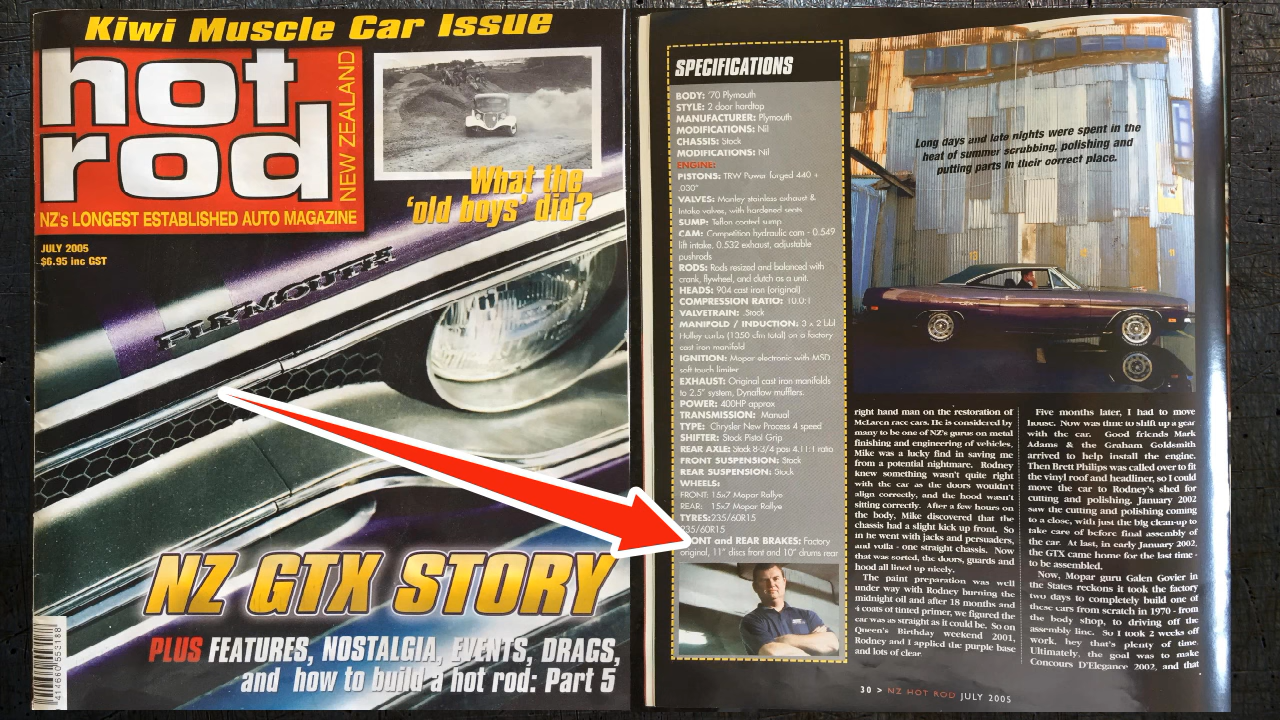 Kiwi Muscle Car Issue
hot
rod
NEW ZEALAND
NZ's LONGEST ESTABLISHED AUTO MAGAZINE
JULY 2005
$6.95 inc GST
What the
'old boys' did?
PLYMOUTH
NZ GTX STORY
PLUS FEATURES, NOSTALGIA, EVENTS, DRAGS,
and how to build a hot rod: Part 5
SPECIFICATIONS
BODY: '70 Plymouth
STYLE: 2 door hardtop
MANUFACTURER: Plymouth
MODIFICATIONS: Nil
CHASSIS: Stock
MODIFICATIONS: Nil
ENGINE:
PISTONS: TRW Power forged 440 +
.030"
VALVES: Manley stainless exhaust &
Intake valves, with hardened seats
SUMP: Teflon coated sump
CAM: Competition hydraulic cam - 0.549
lift intake, 0.532 exhaust, adjustable
pushrods
RODS: Rods resized and balanced with
crank, flywheel, and clutch as a unit.
HEADS: 904 cast iron (original)
COMPRESSION RATIO: 10.0:1
VALVETRAIN: Stock
MANIFOLD / INDUCTION: 3 x 2 bbl
Holley carbs (1350 cfm total) on a factory
cast iron manifold
IGNITION: Mopar electronic with MSD
soft touch limiter
EXHAUST: Original cast iron manifolds
to 2.5" system, Dynaflow mufflers.
POWER: 400HP approx
TRANSMISSION: Manual
TYPE: Chrysler New Process 4 speed
SHIFTER: Stock Pistol Grip
REAR AXLE: Stock 8-3/4 posi 4.11:1 ratio
FRONT SUSPENSION: Stock
REAR SUSPENSION: Stock
WHEELS:
FRONT: 15x7 Mopar Rallye
REAR: 15x7 Mopar Rallye
TYRES: 235/60R15
235/60R15
FRONT and REAR BRAKES: Factory
original, 11" discs front and 10" drums rear
Long days and late nights were spent in the
heat of summer scrubbing, polishing and
putting parts in their correct place.
right hand man on the restoration of
McLaren race cars. He is considered by
many to be one of NZ's gurus on metal
finishing and engineering of vehicles.
Mike was a lucky find in saving me
from a potential nightmare. Rodney
knew something wasn't quite right
with the car as the doors wouldn't
align correctly, and the hood wasn't
sitting correctly. After a few hours on
the body, Mike discovered that the
chassis had a slight kick up front. So
in he went with jacks and persuaders,
and voila - one straight chassis. Now
that was sorted, the doors, guards and
hood all lined up nicely.
The paint preparation was well
under way with Rodney burning the
midnight oil and after 18 months and
4 coats of tinted primer, we figured the
car was as straight as it could be. So on
Queen's Birthday weekend 2001,
Rodney and I applied the purple base
and lots of clear.
Five months later, I had to move
house. Now was time to shift up a gear
with the car. Good friends Mark
Adams & the Graham Goldsmith
arrived to help install the engine.
Then Brett Philips was called over to fit
the vinyl roof and headliner, so I could
move the car to Rodney's shed for
cutting and polishing. January 2002
saw the cutting and polishing coming
to a close, with just the big clean-up to
take care of before final assembly of
the car. At last, in early January 2002,
the GTX came home for the last time -
to be assembled.
Now, Mopar guru Galen Govier in
the States reckons it took the factory
two days to completely build one of
these cars from scratch in 1970 - from
the body shop, to driving off the
assembly line. So I took 2 weeks off
work, hey that's plenty of time.
Ultimately, the goal was to make
Concours D'Elegance 2002, and that
30 > NZ HOT ROD JULY 2005